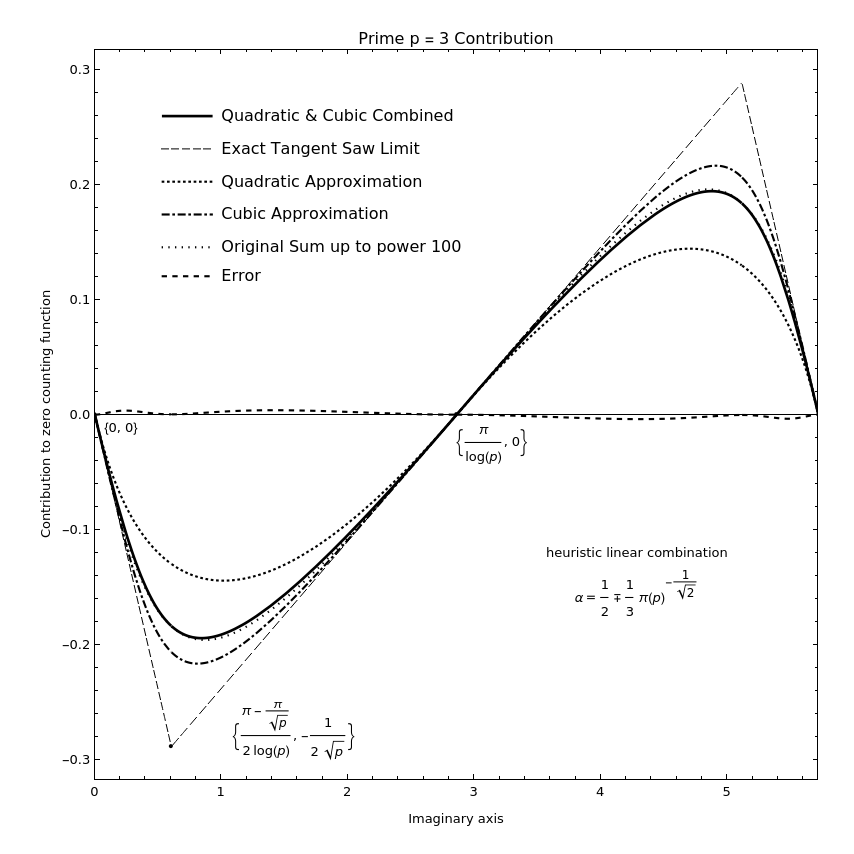 Prime p = 3 Contribution
0.3
Quadratic & Cubic Combined
Exact Tangent Saw Limit
Quadratic Approximation
0.2
Cubic Approximation
Original Sum up to power 100
Error
0.1
Contribution to zero counting function
0.0
{0, 0}
{π/log(p), 0}
−0.1
heuristic linear combination
α = 1/2 ∓ 1/3 π(p)^(−1/√2)
−0.2
{(π − π/√p)/(2 log(p)), −1/(2 √p)}
−0.3
0 1 2 3 4 5
Imaginary axis